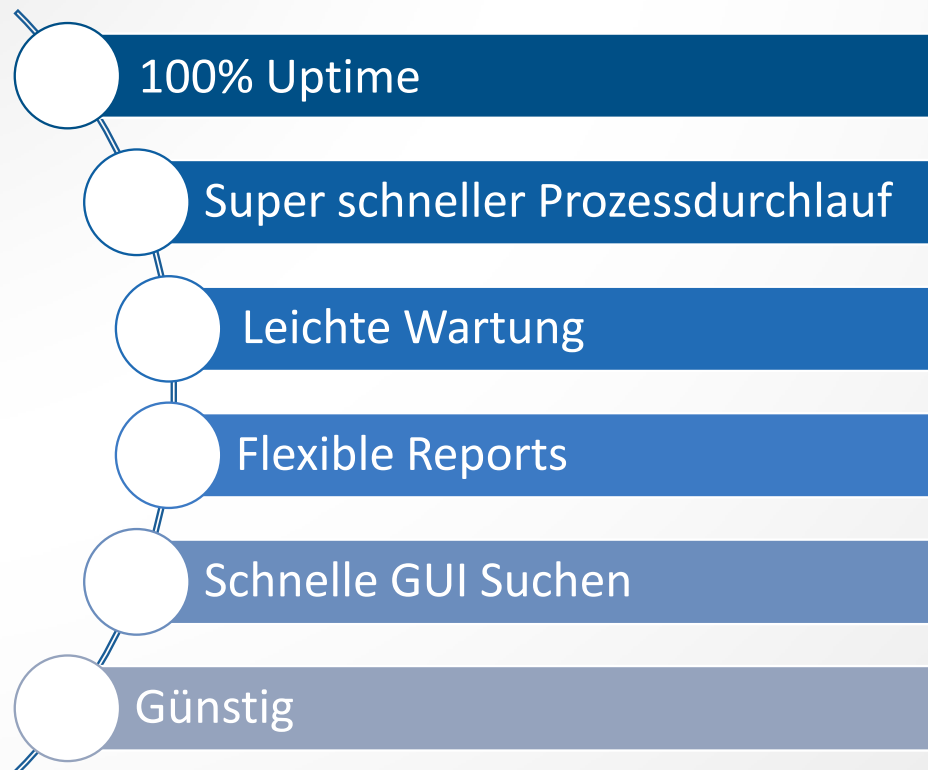 100% Uptime
Super schneller Prozessdurchlauf
Leichte Wartung
Flexible Reports
Schnelle GUI Suchen
Günstig